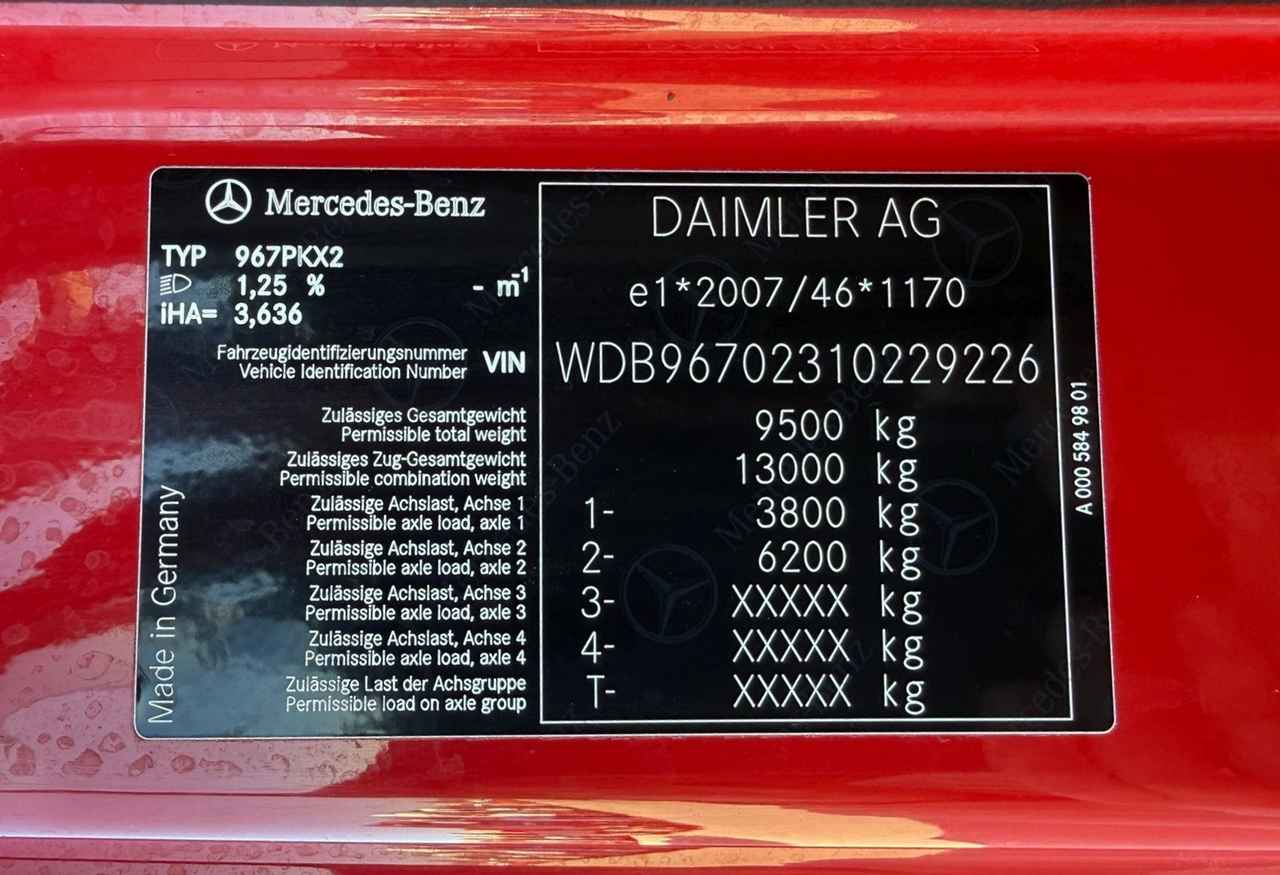 Mercedes-Benz
TYP 967PKX2
1,25 % - m⁻¹
iHA= 3,636
DAIMLER AG
e1*2007/46*1170
Fahrzeugidentifizierungsnummer
Vehicle Identification Number
VIN WDB96702310229226
Zulässiges Gesamtgewicht
Permissible total weight
9500 kg
Zulässiges Zug-Gesamtgewicht
Permissible combination weight
13000 kg
Zulässige Achslast, Achse 1
Permissible axle load, axle 1
1- 3800 kg
Zulässige Achslast, Achse 2
Permissible axle load, axle 2
2- 6200 kg
Zulässige Achslast, Achse 3
Permissible axle load, axle 3
3- XXXXX kg
Zulässige Achslast, Achse 4
Permissible axle load, axle 4
4- XXXXX kg
Zulässige Last der Achsgruppe
Permissible load on axle group
T- XXXXX kg
Made in Germany
A 000 584 98 01